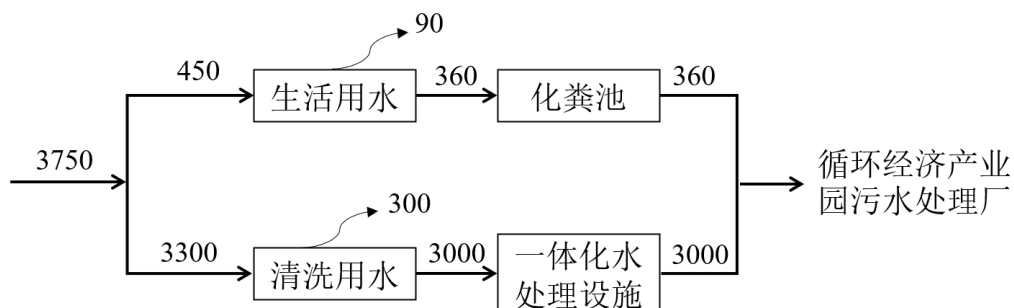 90
450
生活用水
360
化粪池
360
3750
循环经济产业
园污水处理厂
300
3300
清洗用水
3000
一体化水
处理设施
3000